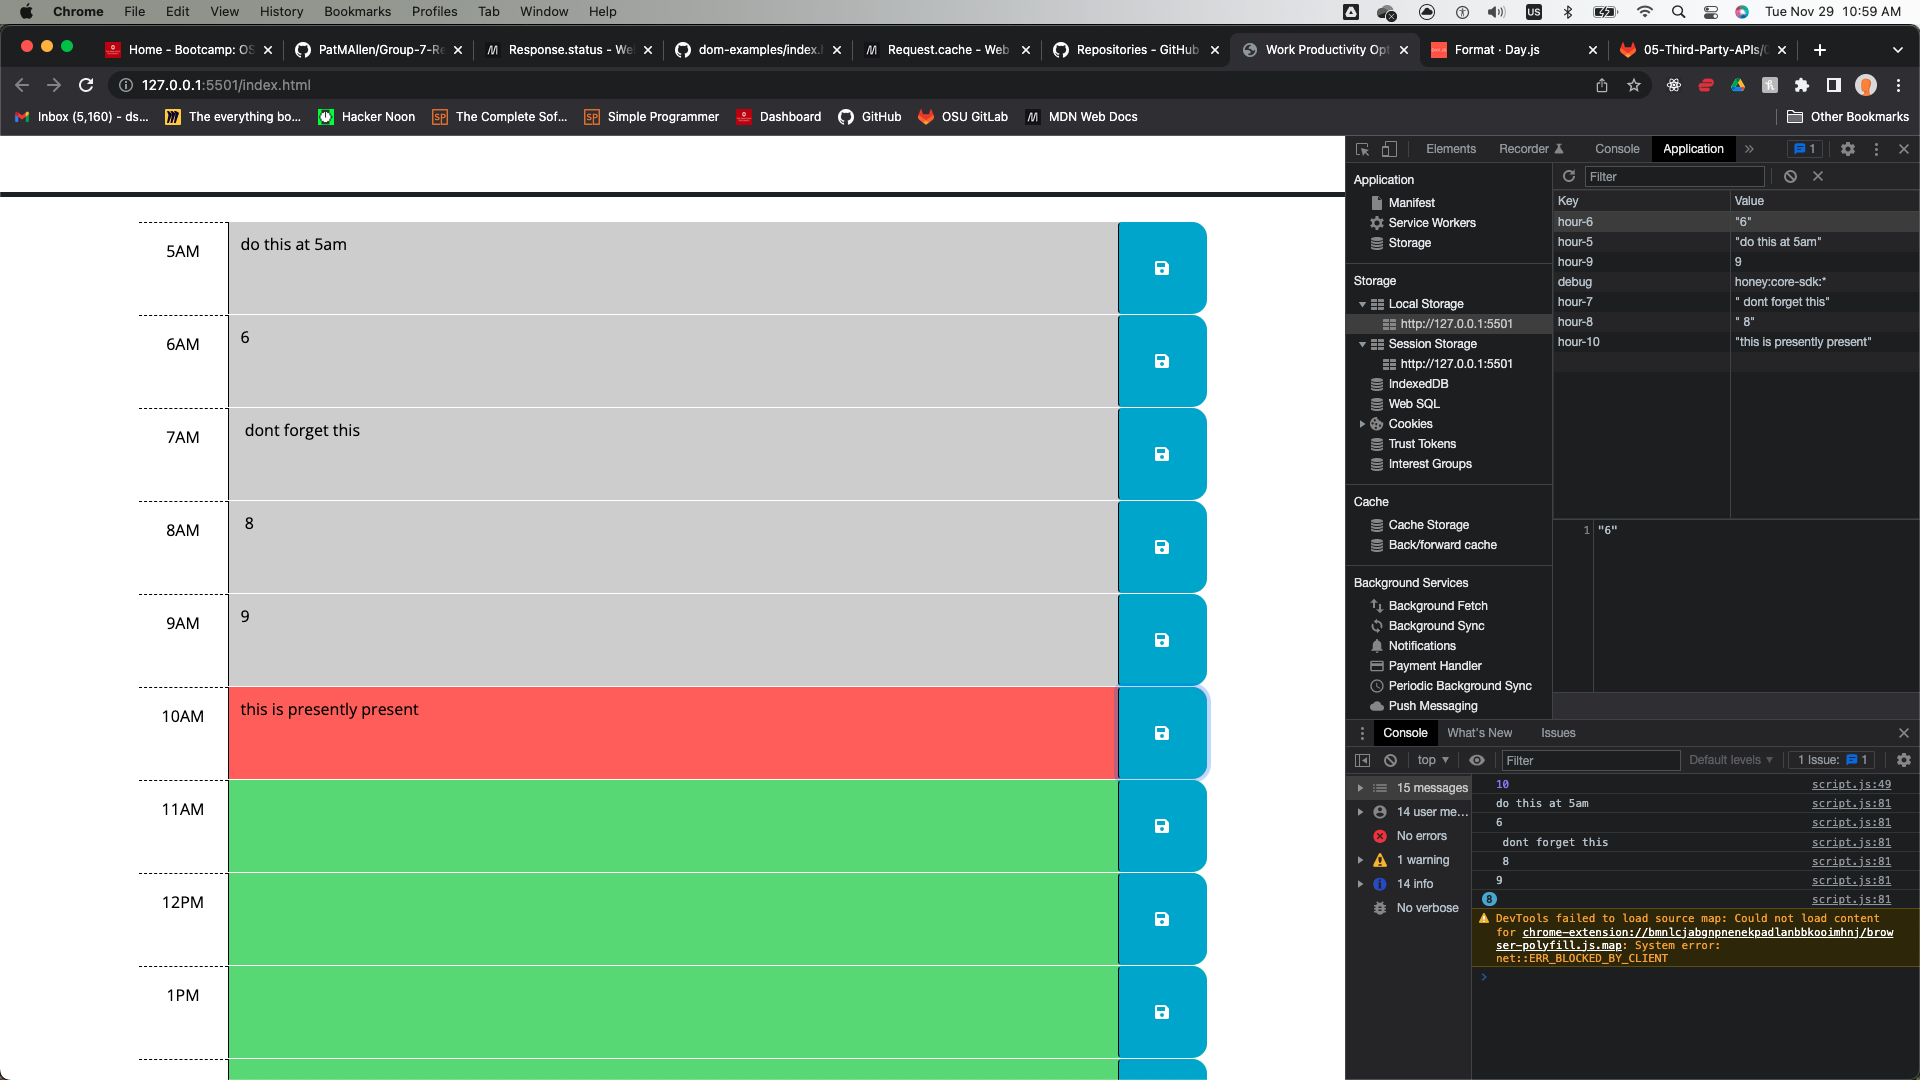 Chrome File Edit View History Bookmarks Profiles Tab Window Help US Tue Nov 29 10:59 AM
Home - Bootcamp: OS PatMAllen/Group-7-Re Response.status - We dom-examples/index. Request.cache - Web Repositories - GitHub Work Productivity Opt Format · Day.js 05-Third-Party-APIs/
127.0.0.1:5501/index.html
Inbox (5,160) - ds... The everything bo... Hacker Noon SP The Complete Sof... SP Simple Programmer Dashboard GitHub OSU GitLab MDN Web Docs Other Bookmarks
5AM do this at 5am
6AM 6
7AM dont forget this
8AM 8
9AM 9
10AM this is presently present
11AM
12PM
1PM
Elements Recorder Console Application » 1
Application
Manifest
Service Workers
Storage
Storage
Local Storage
http://127.0.0.1:5501
Session Storage
http://127.0.0.1:5501
IndexedDB
Web SQL
Cookies
Trust Tokens
Interest Groups
Cache
Cache Storage
Back/forward cache
Background Services
Background Fetch
Background Sync
Notifications
Payment Handler
Periodic Background Sync
Push Messaging
Filter
Key Value
hour-6 "6"
hour-5 "do this at 5am"
hour-9 9
debug honey:core-sdk:*
hour-7 " dont forget this"
hour-8 " 8"
hour-10 "this is presently present"
1 "6"
Console What's New Issues
top ▼ Filter Default levels ▼ 1 Issue: 1
15 messages
14 user me...
No errors
1 warning
14 info
No verbose
10 script.js:49
do this at 5am script.js:81
6 script.js:81
dont forget this script.js:81
8 script.js:81
9 script.js:81
8 script.js:81
DevTools failed to load source map: Could not load content
for chrome-extension://bmnlcjabgnpnenekpadlanbbkooimhnj/brow
ser-polyfill.js.map: System error:
net::ERR_BLOCKED_BY_CLIENT